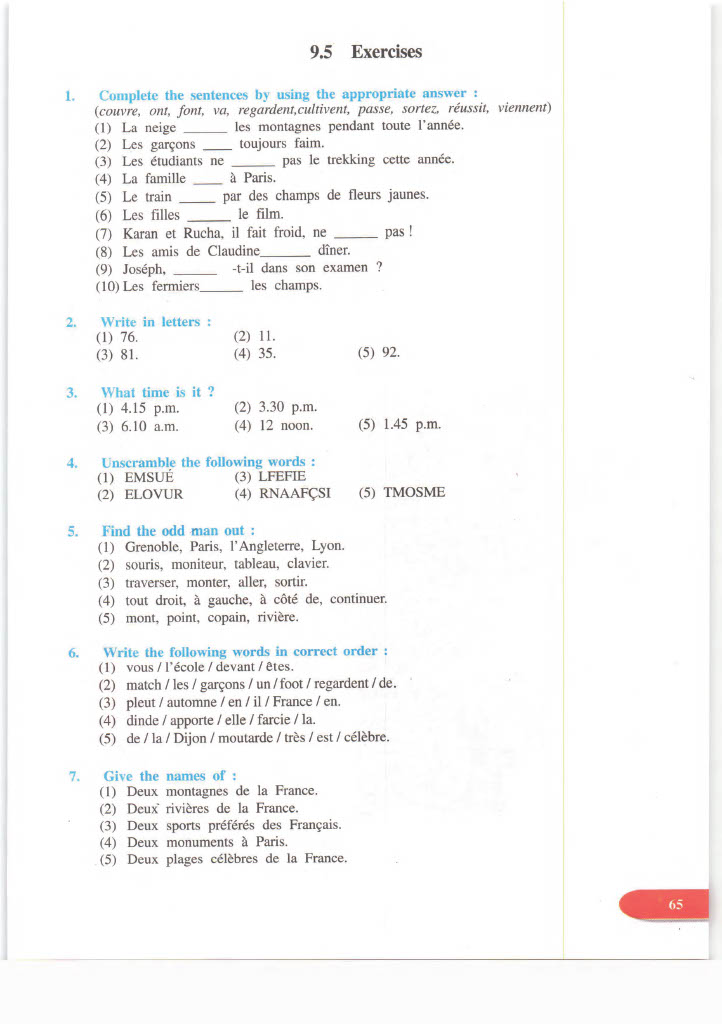 9.5 Exercises
1. Complete the sentences by using the appropriate answer :
(couvre, ont, font, va, regardent,cultivent, passe, sortez, réussit, viennent)
(1) La neige ______ les montagnes pendant toute l'année.
(2) Les garçons ____ toujours faim.
(3) Les étudiants ne ______ pas le trekking cette année.
(4) La famille ____ à Paris.
(5) Le train _____ par des champs de fleurs jaunes.
(6) Les filles ______ le film.
(7) Karan et Rucha, il fait froid, ne ______ pas !
(8) Les amis de Claudine_______ dîner.
(9) Joséph, ______ -t-il dans son examen ?
(10) Les fermiers______ les champs.
2. Write in letters :
(1) 76. (2) 11.
(3) 81. (4) 35. (5) 92.
3. What time is it ?
(1) 4.15 p.m. (2) 3.30 p.m.
(3) 6.10 a.m. (4) 12 noon. (5) 1.45 p.m.
4. Unscramble the following words :
(1) EMSUÉ (3) LFEFIE
(2) ELOVUR (4) RNAAFÇSI (5) TMOSME
5. Find the odd man out :
(1) Grenoble, Paris, l'Angleterre, Lyon.
(2) souris, moniteur, tableau, clavier.
(3) traverser, monter, aller, sortir.
(4) tout droit, à gauche, à côté de, continuer.
(5) mont, point, copain, rivière.
6. Write the following words in correct order :
(1) vous / l'école / devant / êtes.
(2) match / les / garçons / un / foot / regardent / de.
(3) pleut / automne / en / il / France / en.
(4) dinde / apporte / elle / farcie / la.
(5) de / la / Dijon / moutarde / très / est / célèbre.
7. Give the names of :
(1) Deux montagnes de la France.
(2) Deux rivières de la France.
(3) Deux sports préférés des Français.
(4) Deux monuments à Paris.
(5) Deux plages célèbres de la France.
65